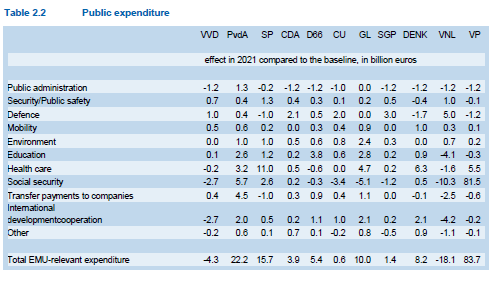 Table 2.2 Public expenditure
VVD PvdA SP CDA D66 CU GL SGP DENK VNL VP
effect in 2021 compared to the baseline, in billion euros
Public administration -1.2 1.3 -0.2 -1.2 -1.2 -1.0 0.0 -1.2 -1.2 -1.2 -1.2
Security/Public safety 0.7 0.4 1.3 0.4 0.3 0.1 0.2 0.5 -0.4 1.0 -0.1
Defence 1.0 0.4 -1.0 2.1 0.5 2.0 0.0 3.0 -1.7 5.0 -1.2
Mobility 0.5 0.6 0.2 0.0 0.3 0.4 0.9 0.0 1.0 0.3 0.1
Environment 0.0 1.0 1.0 0.5 0.6 0.8 2.4 0.3 0.0 0.7 0.2
Education 0.1 2.6 1.2 0.2 3.8 0.6 2.8 0.2 0.9 -4.1 -0.3
Health care -0.2 3.2 11.0 0.5 -0.6 0.0 4.7 0.2 6.3 -1.6 5.5
Social security -2.7 5.7 2.6 0.2 -0.3 -3.4 -5.1 -1.2 0.5 -10.3 81.5
Transfer payments to companies 0.4 4.5 -1.0 0.3 0.9 0.4 1.1 0.0 -0.1 -2.5 -0.6
International
developmentcooperation -2.7 2.0 0.5 0.2 1.1 1.0 2.1 0.2 2.1 -4.2 -0.2
Other -0.2 0.6 0.1 0.7 0.1 -0.2 0.8 -0.5 0.9 -1.1 -0.1
Total EMU-relevant expenditure -4.3 22.2 15.7 3.9 5.4 0.6 10.0 1.4 8.2 -18.1 83.7